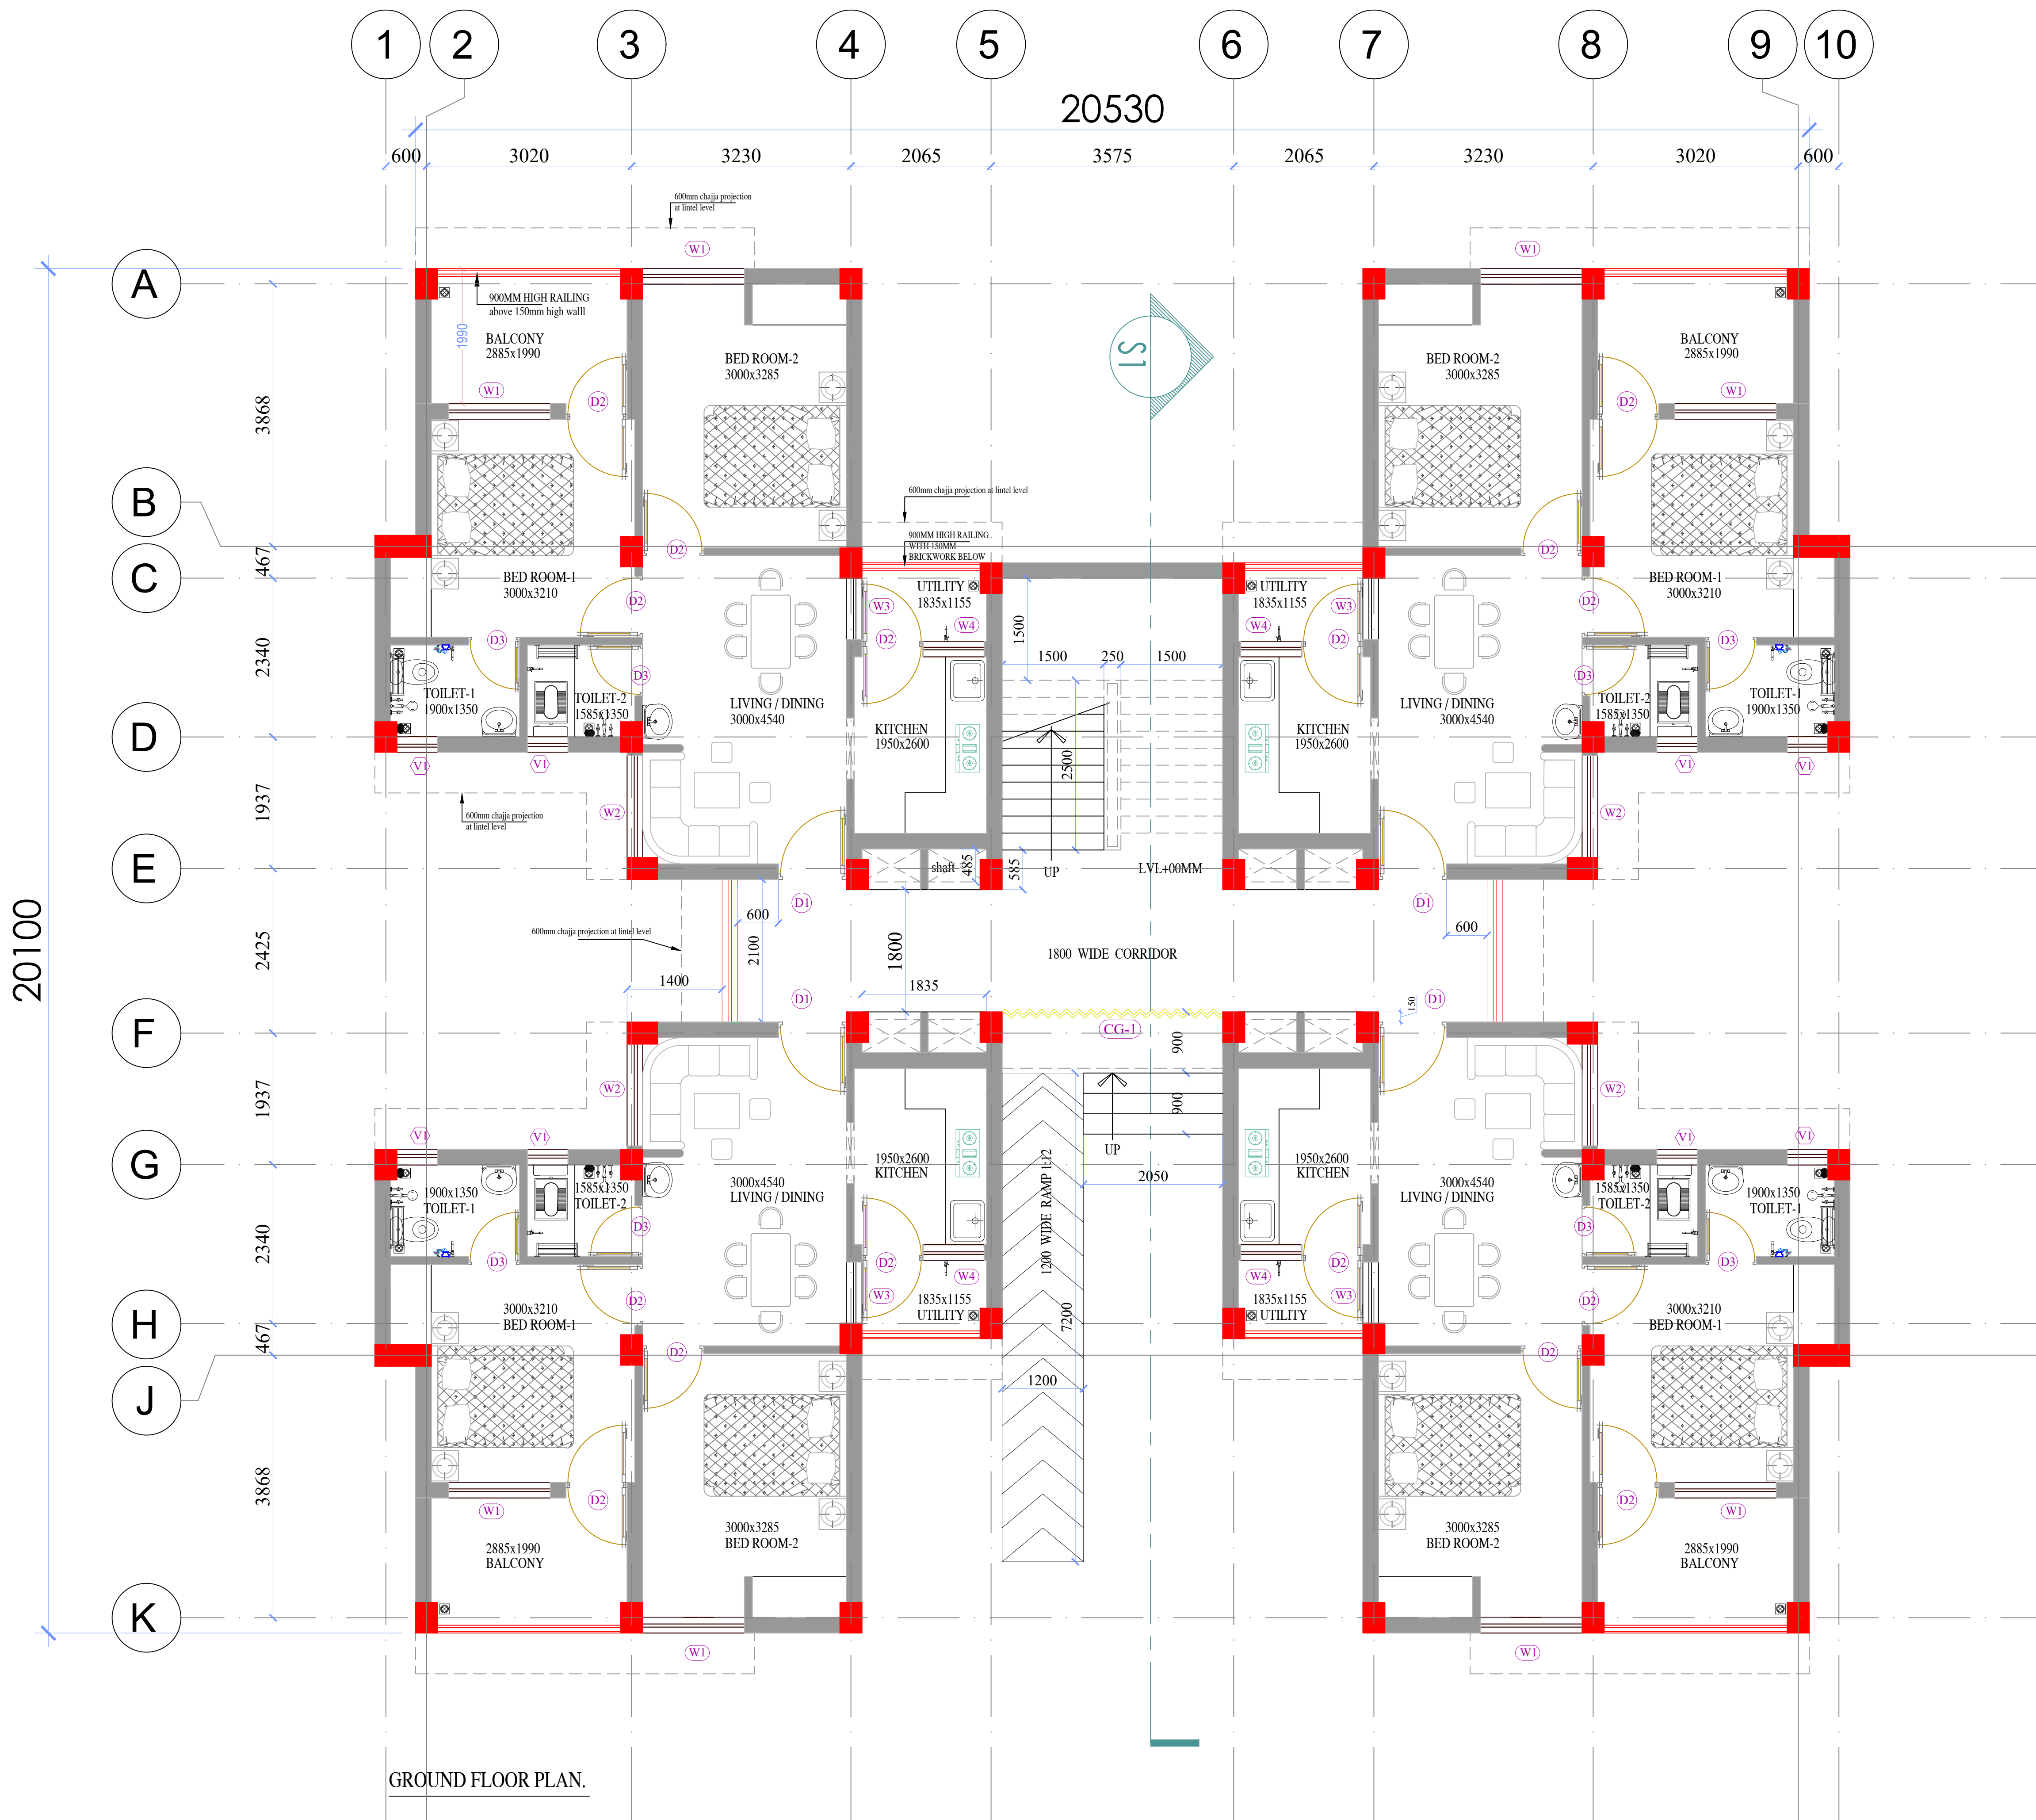 1 2 3 4 5 6 7 8 9 10
20530
600 3020 3230 2065 3575 2065 3230 3020 600
600mm chajja projection
at lintel level
W1 W1
A
900MM HIGH RAILING
above 150mm high walll
1990
BALCONY
2885x1990
BED ROOM-2
3000x3285
S1
BED ROOM-2
3000x3285
BALCONY
2885x1990
W1 D2 D2 W1
3868
B
600mm chajja projection at lintel level
900MM HIGH RAILING
WITH 150MM
BRICKWORK BELOW
D2 D2
467
C
BED ROOM-1
3000x3210
D2
UTILITY
1835x1155
W3
D2
W4
1500
UTILITY
1835x1155
W3
D2
W4
D2
BED ROOM-1
3000x3210
2340
D3 D3
1500 250 1500
D3 D3
TOILET-1
1900x1350
TOILET-2
1585x1350
LIVING / DINING
3000x4540
KITCHEN
1950x2600
2500
KITCHEN
1950x2600
LIVING / DINING
3000x4540
TOILET-2
1585x1350
TOILET-1
1900x1350
D
V1 V1 V1 V1
1937
600mm chajja projection
at lintel level
W2 W2
E
shaft
485
585
UP
LVL+00MM
600 D1 D1 600
20100
2425
600mm chajja projection at lintel level
2100
1800
1800 WIDE CORRIDOR
1400
1835
D1 D1
150
CG-1
F
900
1937
W2 W2
900
UP
V1 V1 V1 V1
G
1900x1350
TOILET-1
1585x1350
TOILET-2
3000x4540
LIVING / DINING
1950x2600
KITCHEN
1200 WIDE RAMP 1:12
2050
1950x2600
KITCHEN
3000x4540
LIVING / DINING
1585x1350
TOILET-2
1900x1350
TOILET-1
2340
D3 D3 D3 D3
D2
W3
W4
D2
W3
W4
H
3000x3210
BED ROOM-1
D2
1835x1155
UTILITY
7200
1835x1155
UTILITY
D2
3000x3210
BED ROOM-1
467
D2 D2
J
1200
3868
W1 D2 D2 W1
2885x1990
BALCONY
3000x3285
BED ROOM-2
3000x3285
BED ROOM-2
2885x1990
BALCONY
K
W1 W1
GROUND FLOOR PLAN.